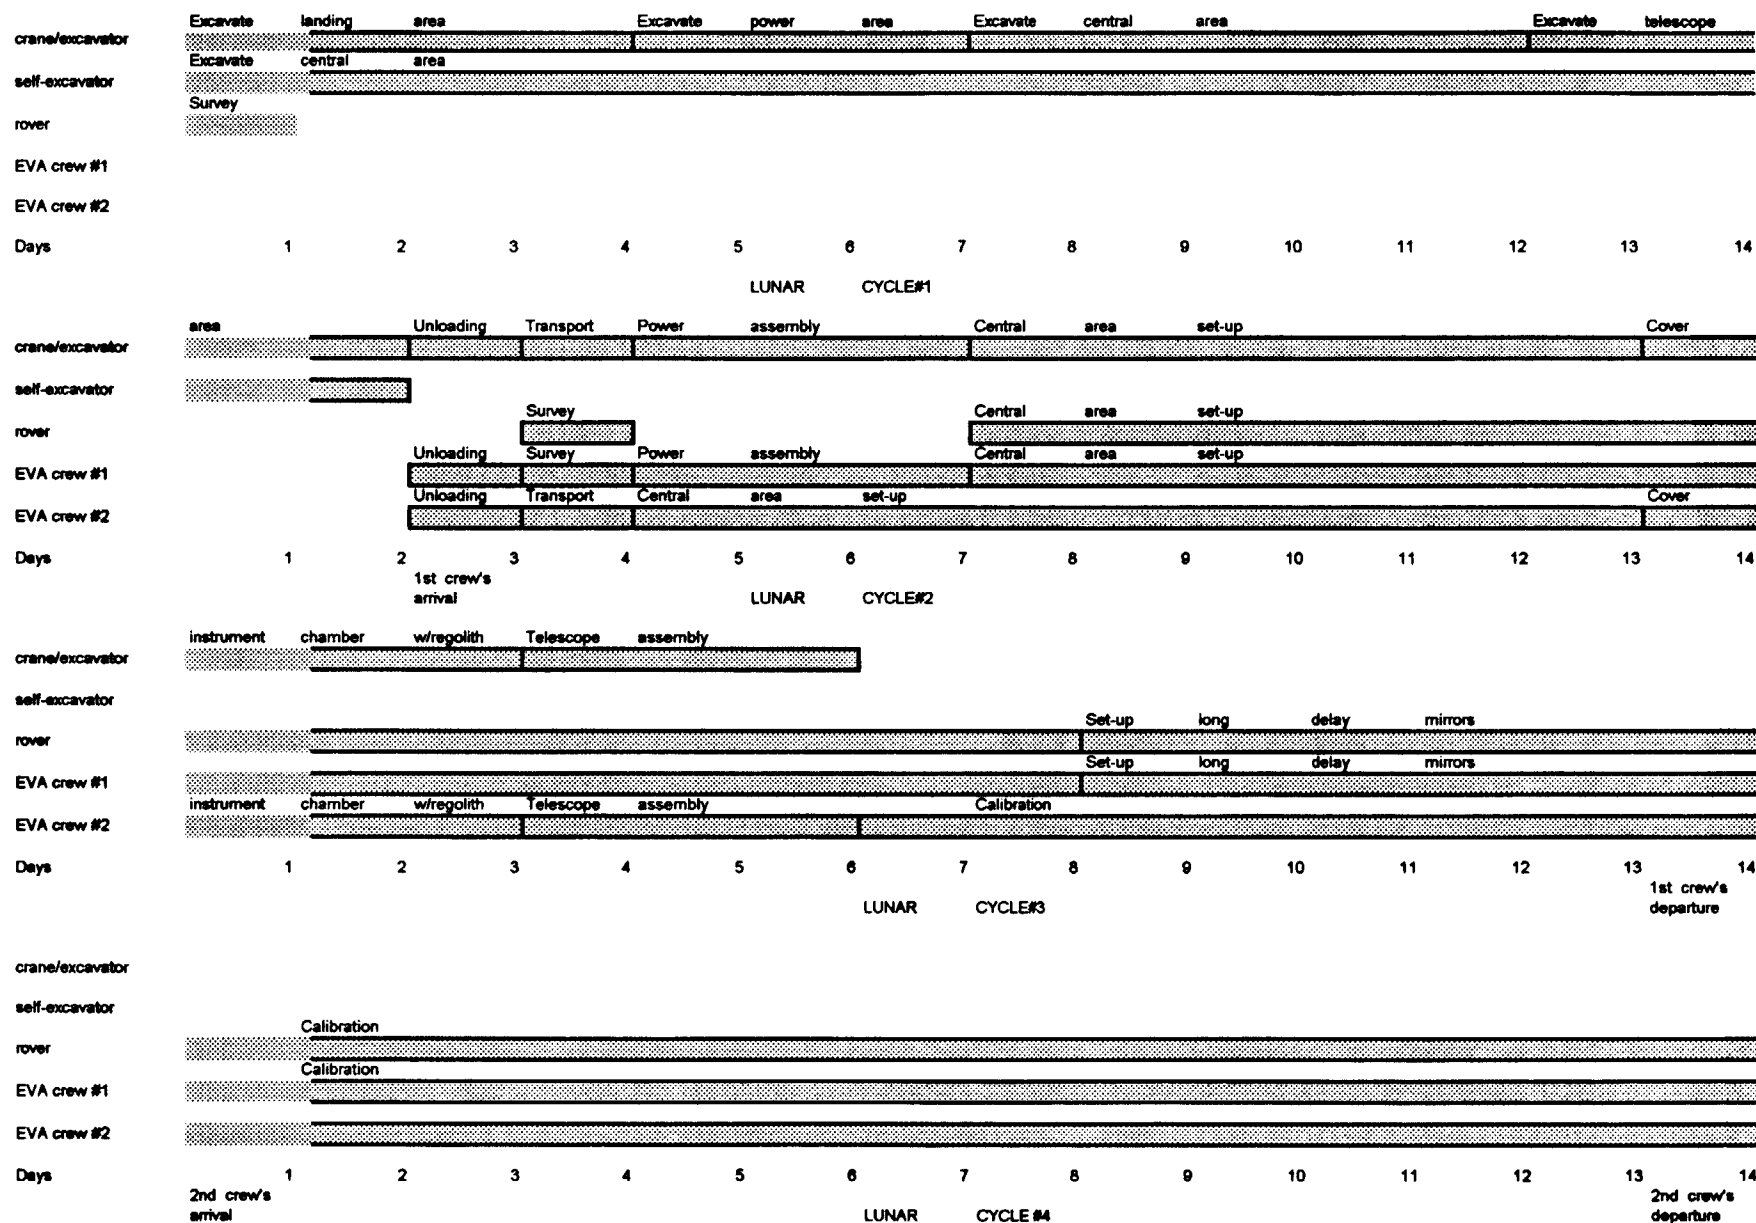 Excavate landing area Excavate power area Excavate central area Excavate telescope
crane/excavator
Excavate central area
self-excavator
Survey
rover
EVA crew #1
EVA crew #2
Days 1 2 3 4 5 6 7 8 9 10 11 12 13 14
LUNAR CYCLE#1
area Unloading Transport Power assembly Central area set-up Cover
crane/excavator
self-excavator
Survey Central area set-up
rover
Unloading Survey Power assembly Central area set-up
EVA crew #1
Unloading Transport Central area set-up Cover
EVA crew #2
Days 1 2 3 4 5 6 7 8 9 10 11 12 13 14
1st crew's
arrival LUNAR CYCLE#2
instrument chamber w/regolith Telescope assembly
crane/excavator
self-excavator
Set-up long delay mirrors
rover
Set-up long delay mirrors
EVA crew #1
instrument chamber w/regolith Telescope assembly Calibration
EVA crew #2
Days 1 2 3 4 5 6 7 8 9 10 11 12 13 14
1st crew's
LUNAR CYCLE#3 departure
crane/excavator
self-excavator
Calibration
rover
Calibration
EVA crew #1
EVA crew #2
Days 1 2 3 4 5 6 7 8 9 10 11 12 13 14
2nd crew's 2nd crew's
arrival LUNAR CYCLE #4 departure